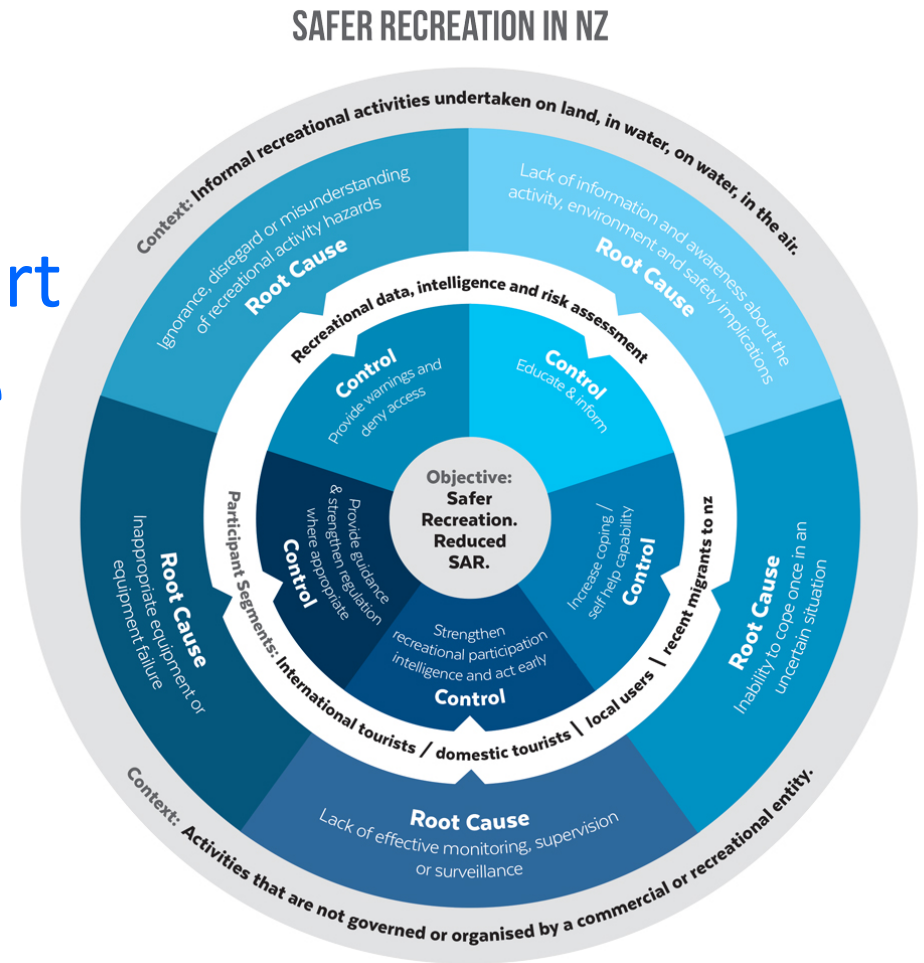 SAFER RECREATION IN NZ
rt
Context: Informal recreational activities undertaken on land, in water, on water, in the air.
Ignorance, disregard or misunderstanding
of recreational activity hazards
Root Cause
Lack of information and awareness about the
activity, environment and safety implications
Root Cause
Recreational data, intelligence and risk assessment
Control
Provide warnings and
deny access
Control
Educate & inform
Objective:
Safer
Recreation.
Reduced
SAR.
Provide guidance
& strengthen regulation
where appropriate
Control
Increase coping /
self help capability
Control
Strengthen
recreational participation
intelligence and act early
Control
Participant Segments: International tourists / domestic tourists | local users | recent migrants to nz
Root Cause
Inappropriate equipment or
equipment failure
Root Cause
Inability to cope once in an
uncertain situation
Root Cause
Lack of effective monitoring, supervision
or surveillance
Context: Activities that are not governed or organised by a commercial or recreational entity.